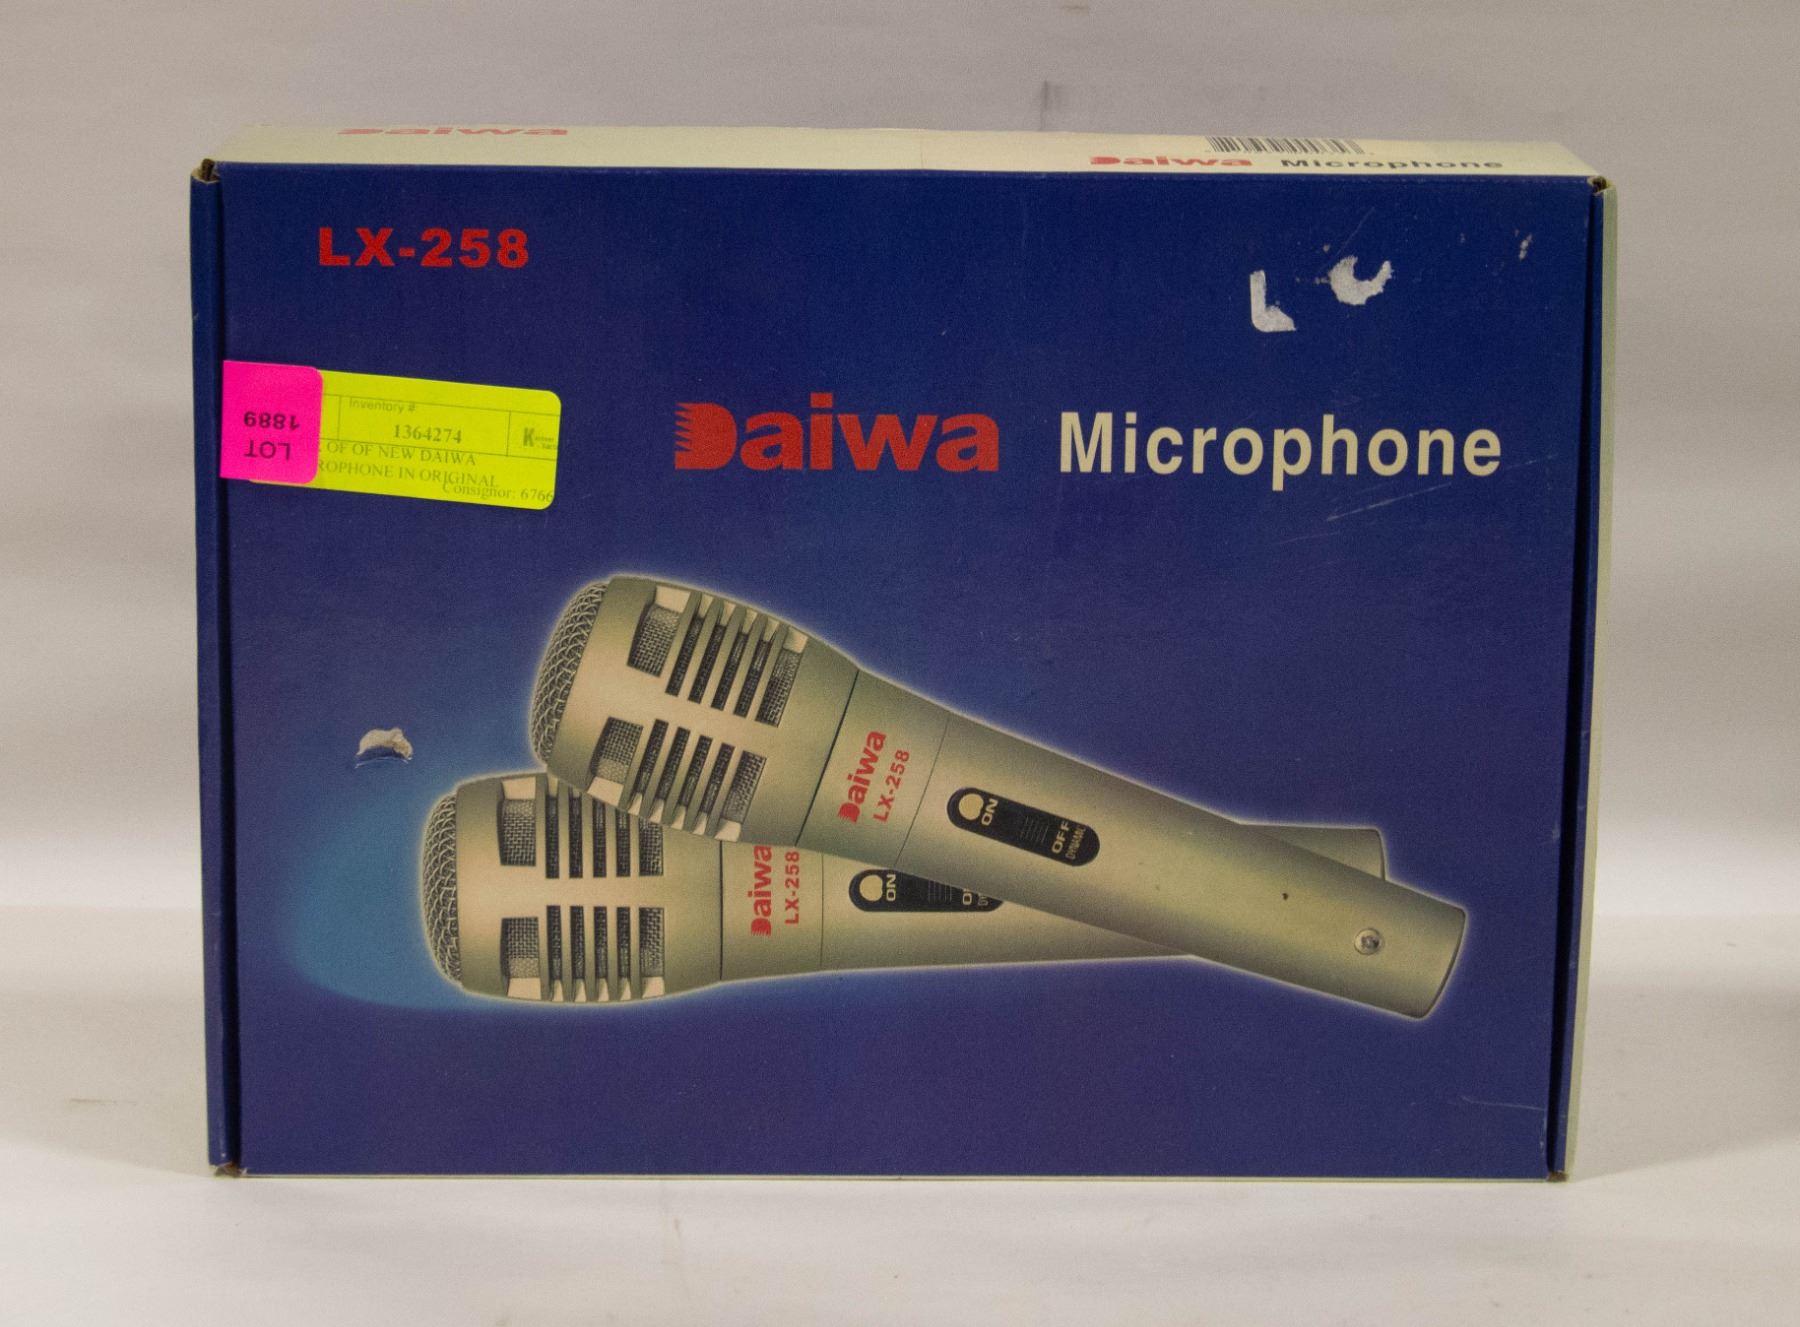 Daiwa
Daiwa Microphone
LX-258
LOT
1889
Inventory #
1364274
OF OF NEW DAIWA
ROPHONE IN ORIGINAL
Consignor: 6766
Daiwa Microphone
Daiwa
LX-258
ON
OFF
DYNAMIC
Daiwa
LX-258
ON